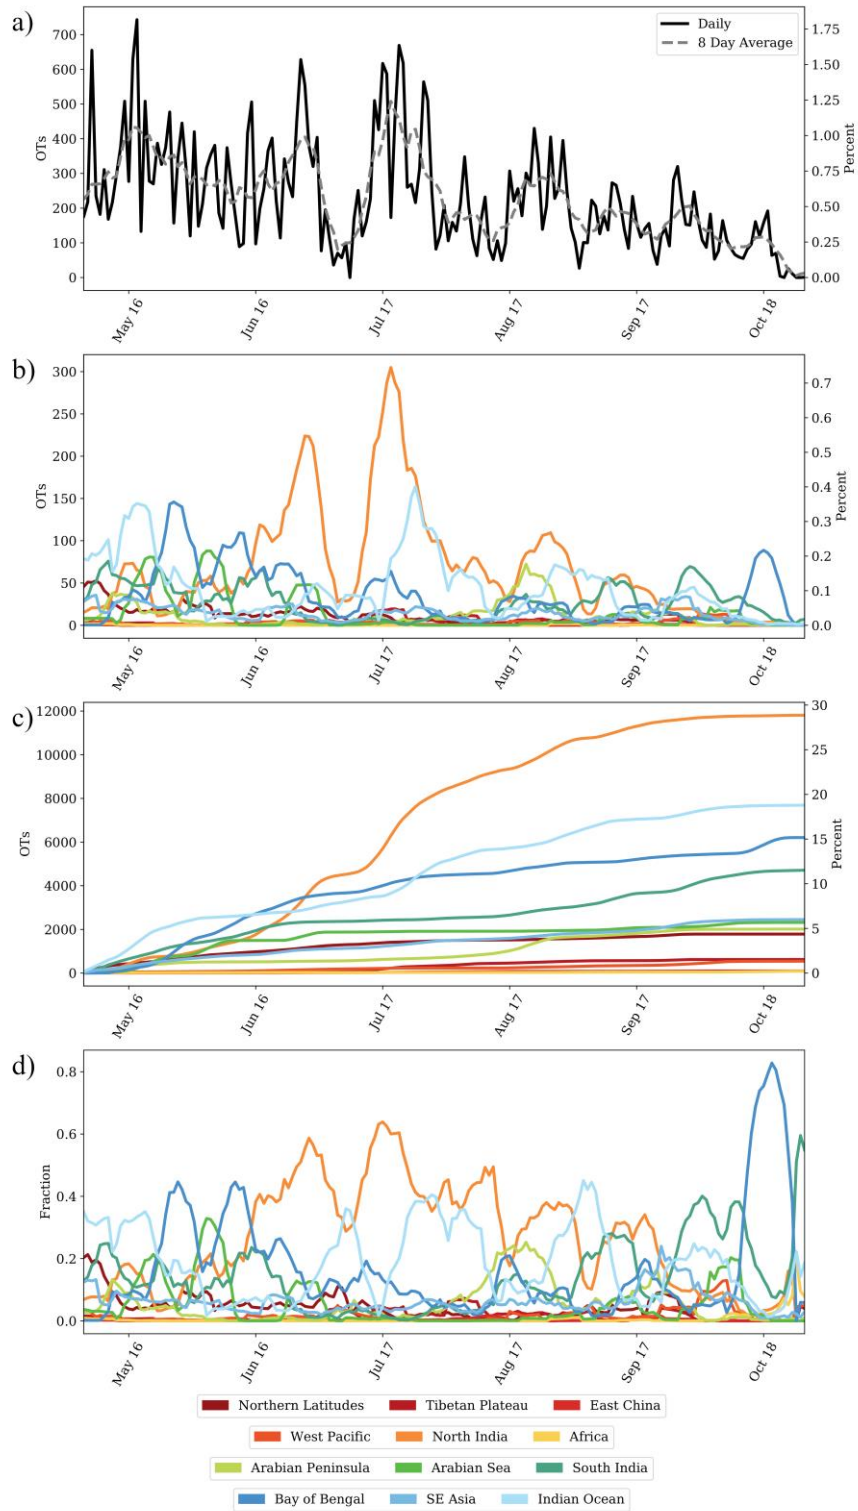 a)
700
600
500
400
300
200
100
0
OTs
1.75
1.50
1.25
1.00
0.75
0.50
0.25
0.00
Percent
Daily
8 Day Average
May 16
Jun 16
Jul 17
Aug 17
Sep 17
Oct 18
b)
300
250
200
150
100
50
0
OTs
0.7
0.6
0.5
0.4
0.3
0.2
0.1
0.0
Percent
May 16
Jun 16
Jul 17
Aug 17
Sep 17
Oct 18
c)
12000
10000
8000
6000
4000
2000
0
OTs
30
25
20
15
10
5
0
Percent
May 16
Jun 16
Jul 17
Aug 17
Sep 17
Oct 18
d)
0.8
0.6
0.4
0.2
0.0
Fraction
May 16
Jun 16
Jul 17
Aug 17
Sep 17
Oct 18
Northern Latitudes Tibetan Plateau East China
West Pacific North India Africa
Arabian Peninsula Arabian Sea South India
Bay of Bengal SE Asia Indian Ocean